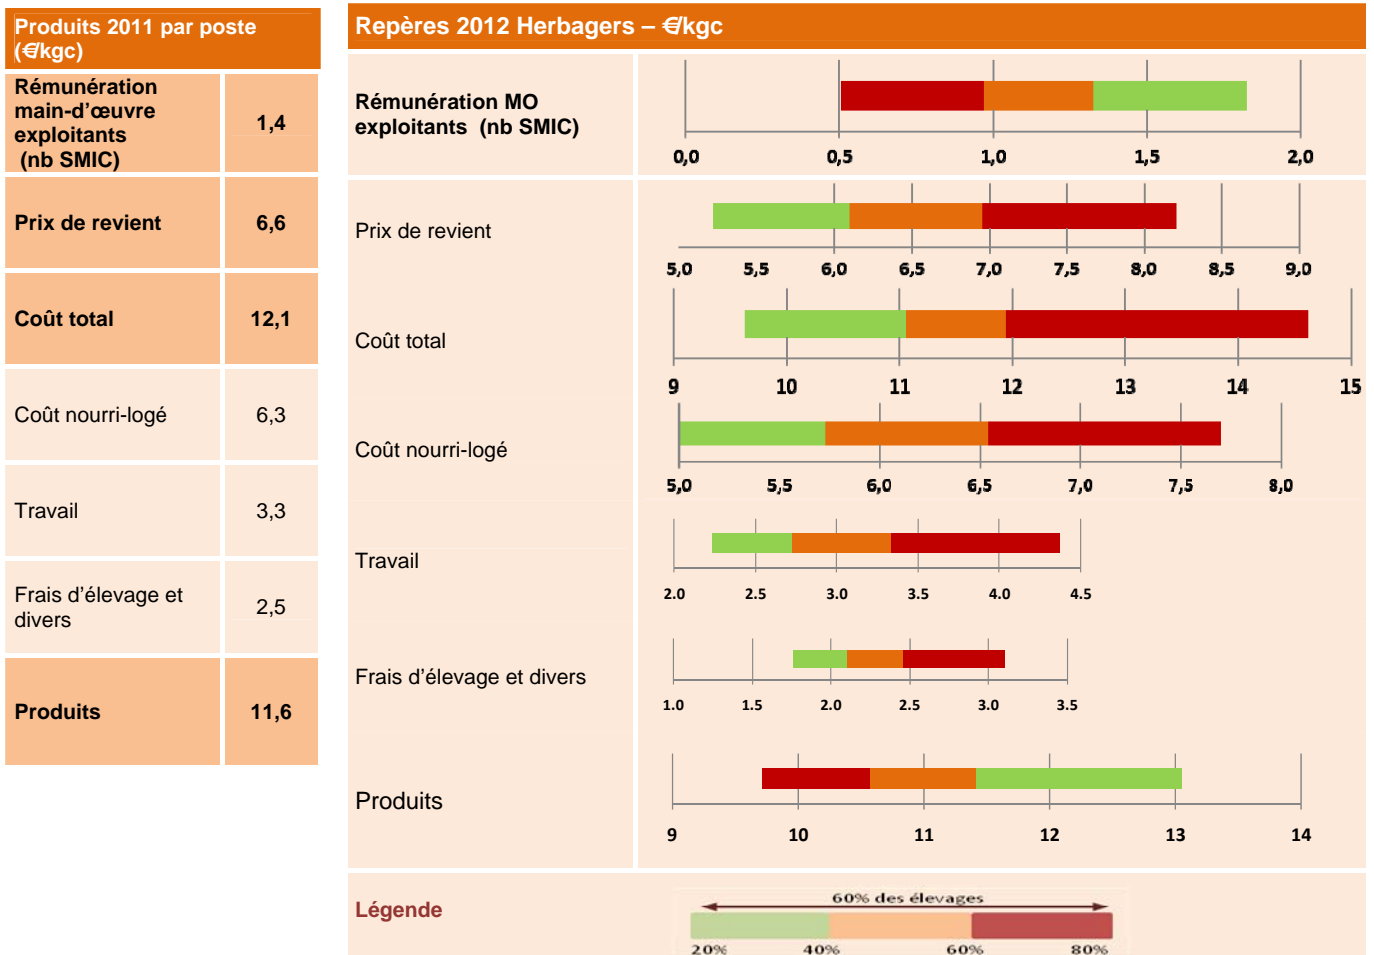 Produits 2011 par poste
(€/kgc)
Rémunération
main-d’œuvre
exploitants
(nb SMIC)
1,4
Prix de revient
6,6
Coût total
12,1
Coût nourri-logé
6,3
Travail
3,3
Frais d’élevage et
divers
2,5
Produits
11,6
Repères 2012 Herbagers – €/kgc
Rémunération MO
exploitants (nb SMIC)
0,0 0,5 1,0 1,5 2,0
Prix de revient
5,0 5,5 6,0 6,5 7,0 7,5 8,0 8,5 9,0
Coût total
9 10 11 12 13 14 15
Coût nourri-logé
5,0 5,5 6,0 6,5 7,0 7,5 8,0
Travail
2.0 2.5 3.0 3.5 4.0 4.5
Frais d’élevage et divers
1.0 1.5 2.0 2.5 3.0 3.5
Produits
9 10 11 12 13 14
Légende
60% des élevages
20% 40% 60% 80%